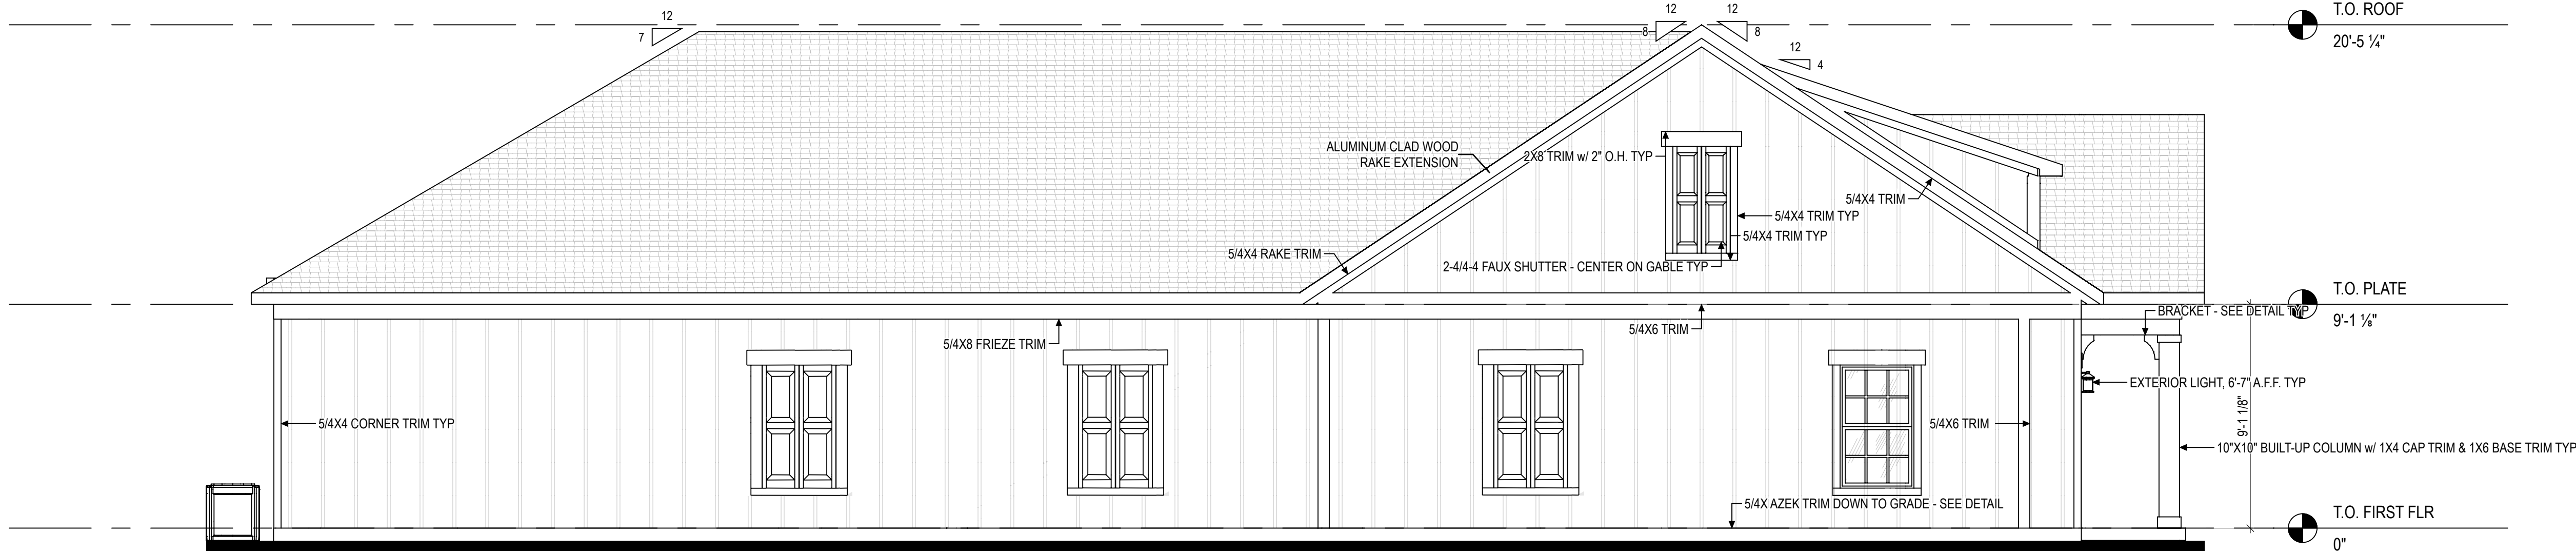 12
7
12
8
12
8
12
4
T.O. ROOF
20'-5 ¼"
ALUMINUM CLAD WOOD
RAKE EXTENSION
2X8 TRIM w/ 2" O.H. TYP
5/4X4 TRIM
5/4X4 TRIM TYP
5/4X4 TRIM TYP
5/4X4 RAKE TRIM
2-4/4-4 FAUX SHUTTER - CENTER ON GABLE TYP
T.O. PLATE
9'-1 ⅛"
BRACKET - SEE DETAIL TYP
5/4X6 TRIM
5/4X8 FRIEZE TRIM
EXTERIOR LIGHT, 6'-7" A.F.F. TYP
9'-1 1/8"
5/4X4 CORNER TRIM TYP
5/4X6 TRIM
10"X10" BUILT-UP COLUMN w/ 1X4 CAP TRIM & 1X6 BASE TRIM TYP
5/4X AZEK TRIM DOWN TO GRADE - SEE DETAIL
T.O. FIRST FLR
0"